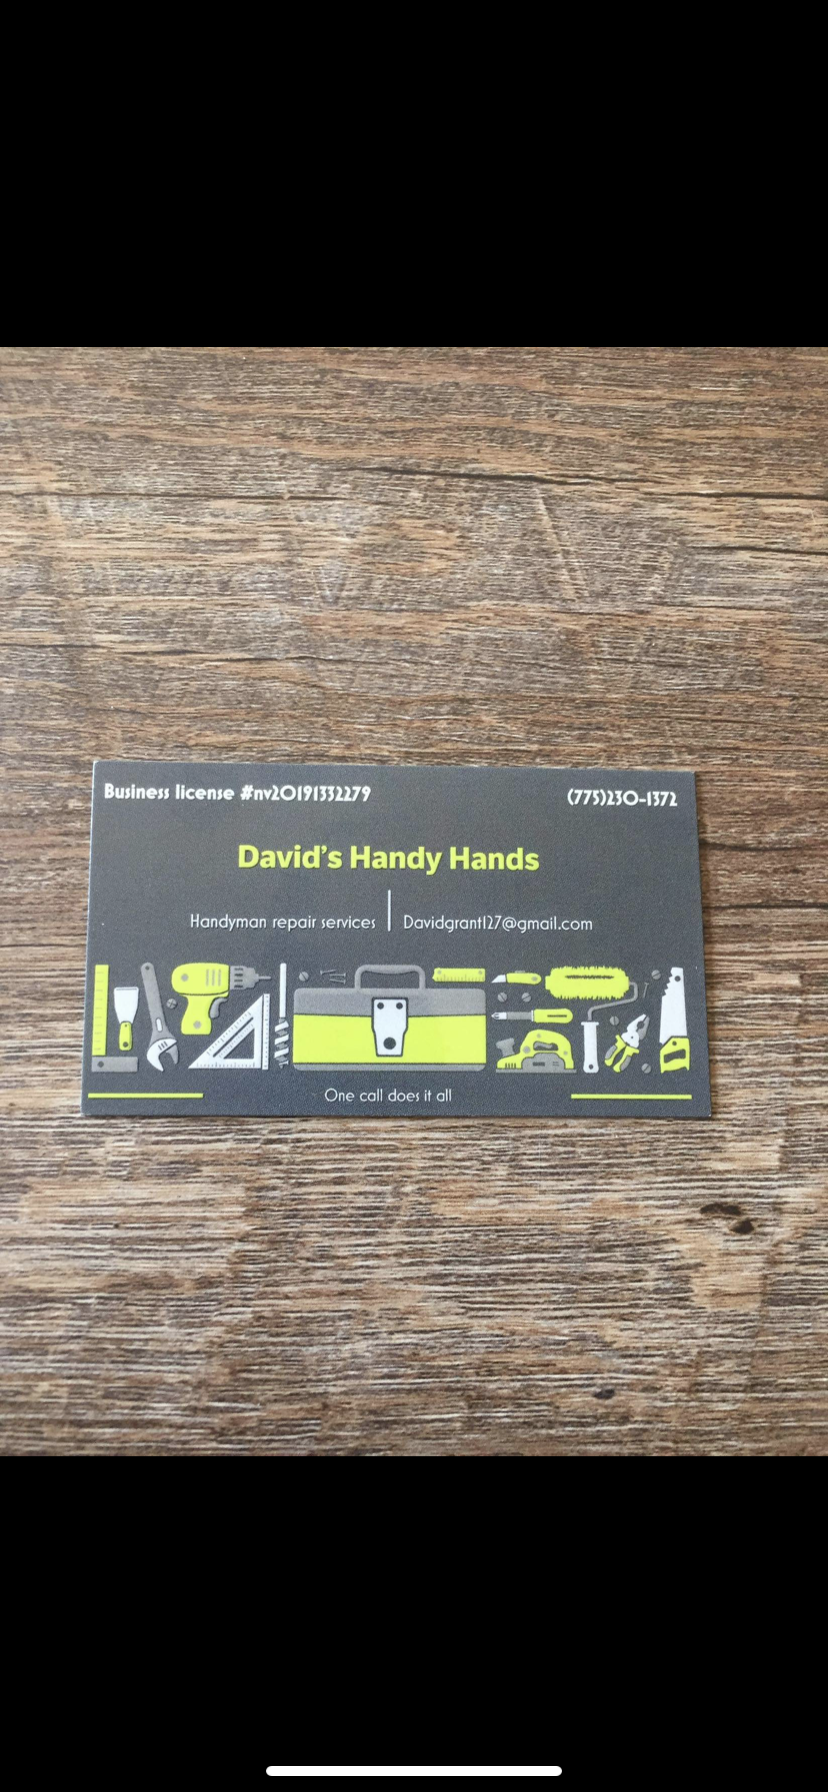 Business license #nv20191332279
(775)230-1372
David's Handy Hands
Handyman repair services
Davidgrant127@gmail.com
One call does it all